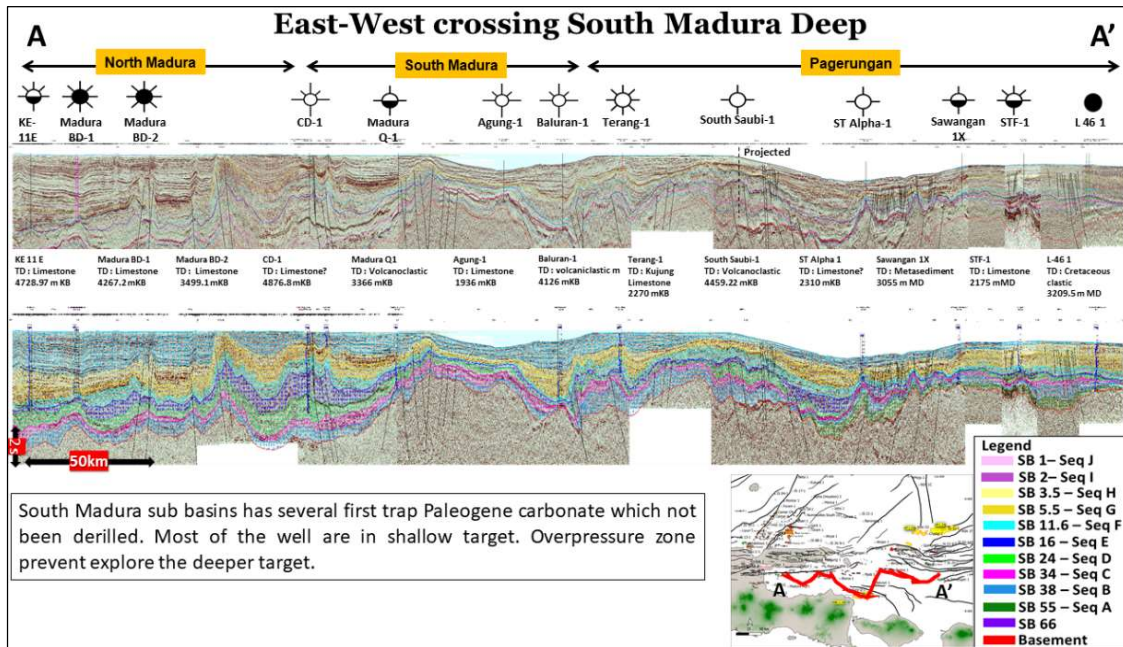 East-West crossing South Madura Deep
A
A'
North Madura
South Madura
Pagerungan
KE-
11E
Madura
BD-1
Madura
BD-2
CD-1
Madura
Q-1
Agung-1
Baluran-1
Terang-1
South Saubi-1
ST Alpha-1
Sawangan
1X
STF-1
L 46 1
Projected
KE 11 E
TD : Limestone
4728.97 m KB
Madura BD-1
TD : Limestone
4267.2 mKB
Madura BD-2
TD : Limestone
3499.1mKB
CD-1
TD : Limestone?
4876.8 mKB
Madura Q1
TD : Volcanoclastic
3366 mKB
Agung-1
TD : Limestone
1936 mKB
Baluran-1
TD : volcaniclastic m
4126 mKB
Terang-1
TD : Kujung
Limestone
2270 mKB
South Saubi-1
TD : Limestone
4459.22 mKB
ST Alpha 1
TD : Limestone?
2310 mKB
Sawangan 1X
TD : Metasediment
3055 m MD
STF-1
TD : Limestone
2175 mMD
L-46 1
TD : Cretaceous
clastic
3209.5m MD
2 s
50km
South Madura sub basins has several first trap Paleogene carbonate which not
been derilled. Most of the well are in shallow target. Overpressure zone
prevent explore the deeper target.
A
A'
Legend
SB 1– Seq J
SB 2– Seq I
SB 3.5 – Seq H
SB 5.5 – Seq G
SB 11.6 – Seq F
SB 16 – Seq E
SB 24 – Seq D
SB 34 – Seq C
SB 38 – Seq B
SB 55 – Seq A
SB 66
Basement